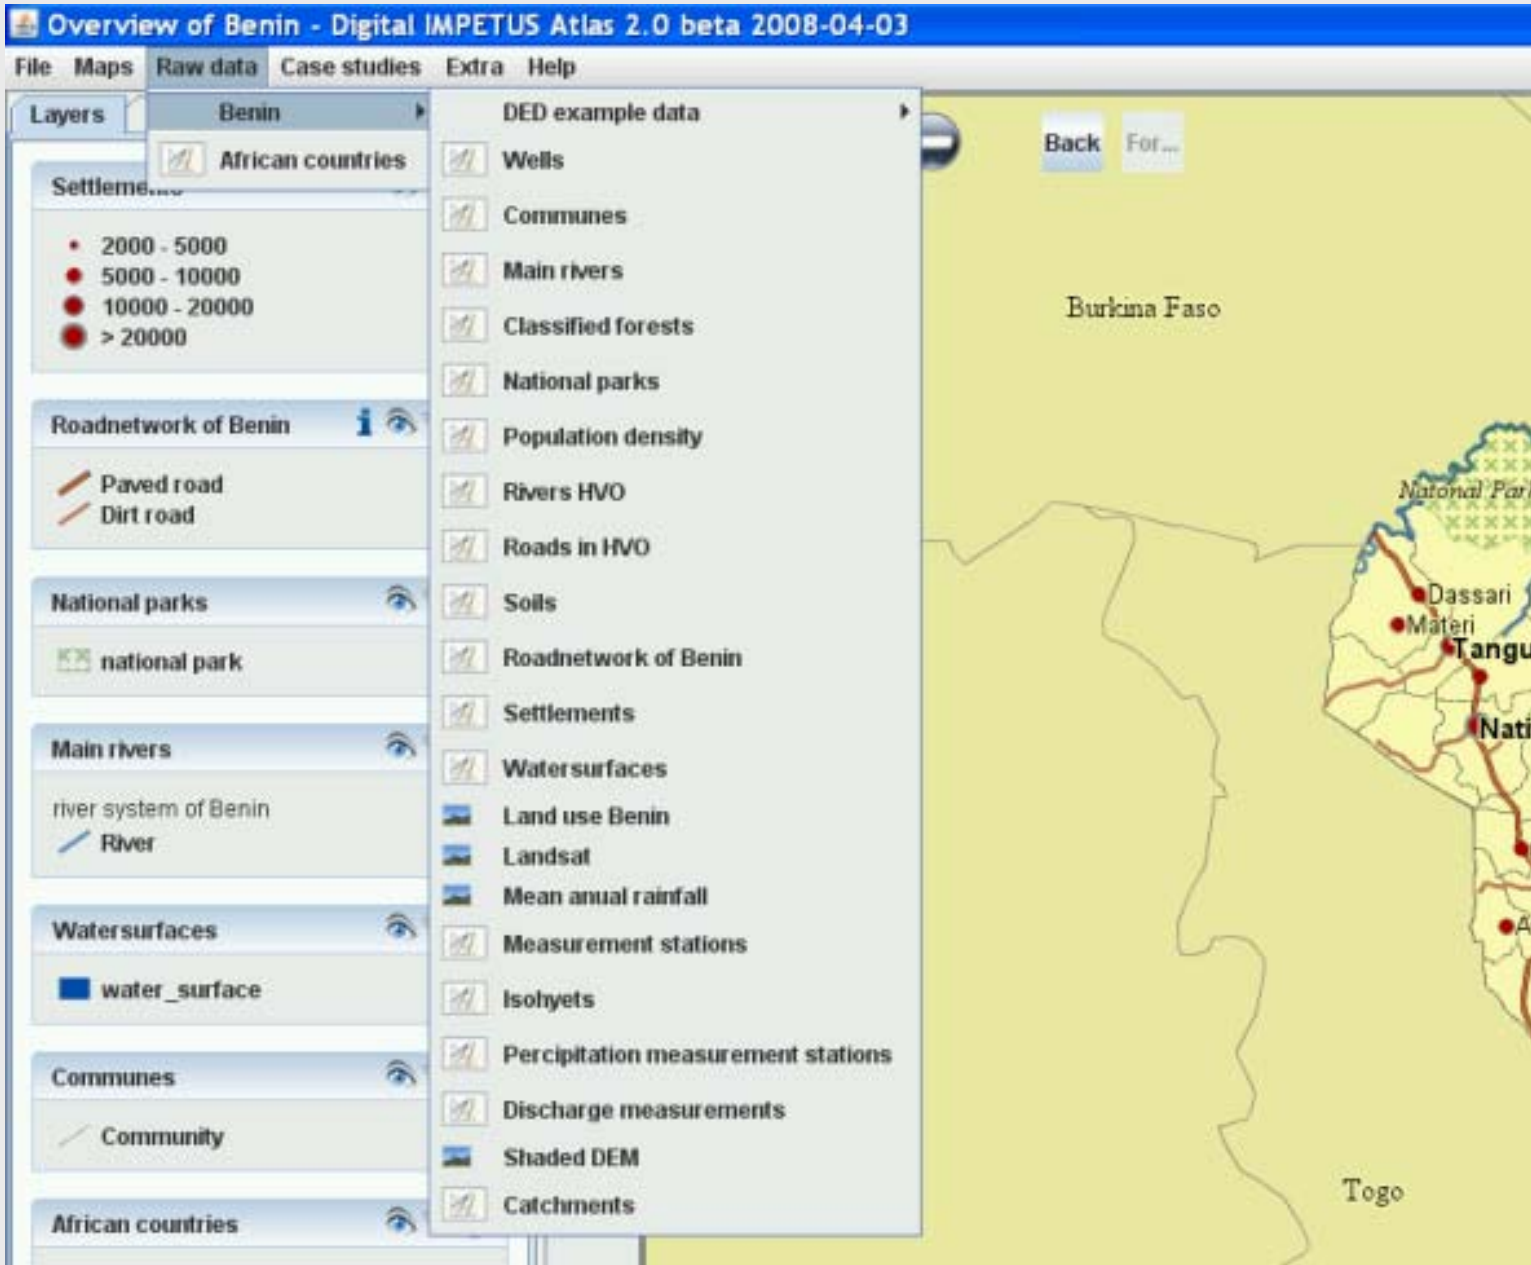 Overview of Benin - Digital IMPETUS Atlas 2.0 beta 2008-04-03
File Maps Raw data Case studies Extra Help
Layers
Benin
African countries
DED example data
Wells
Communes
Main rivers
Classified forests
National parks
Population density
Rivers HVO
Roads in HVO
Soils
Roadnetwork of Benin
Settlements
Watersurfaces
Land use Benin
Landsat
Mean anual rainfall
Measurement stations
Isohyets
Percipitation measurement stations
Discharge measurements
Shaded DEM
Catchments
2000 - 5000
5000 - 10000
10000 - 20000
> 20000
Roadnetwork of Benin
Paved road
Dirt road
National parks
national park
Main rivers
river system of Benin
River
Watersurfaces
water_surface
Communes
Community
African countries
Back For...
Burkina Faso
Natonal Park
Dassari
Materi
Tangu
Nati
Togo